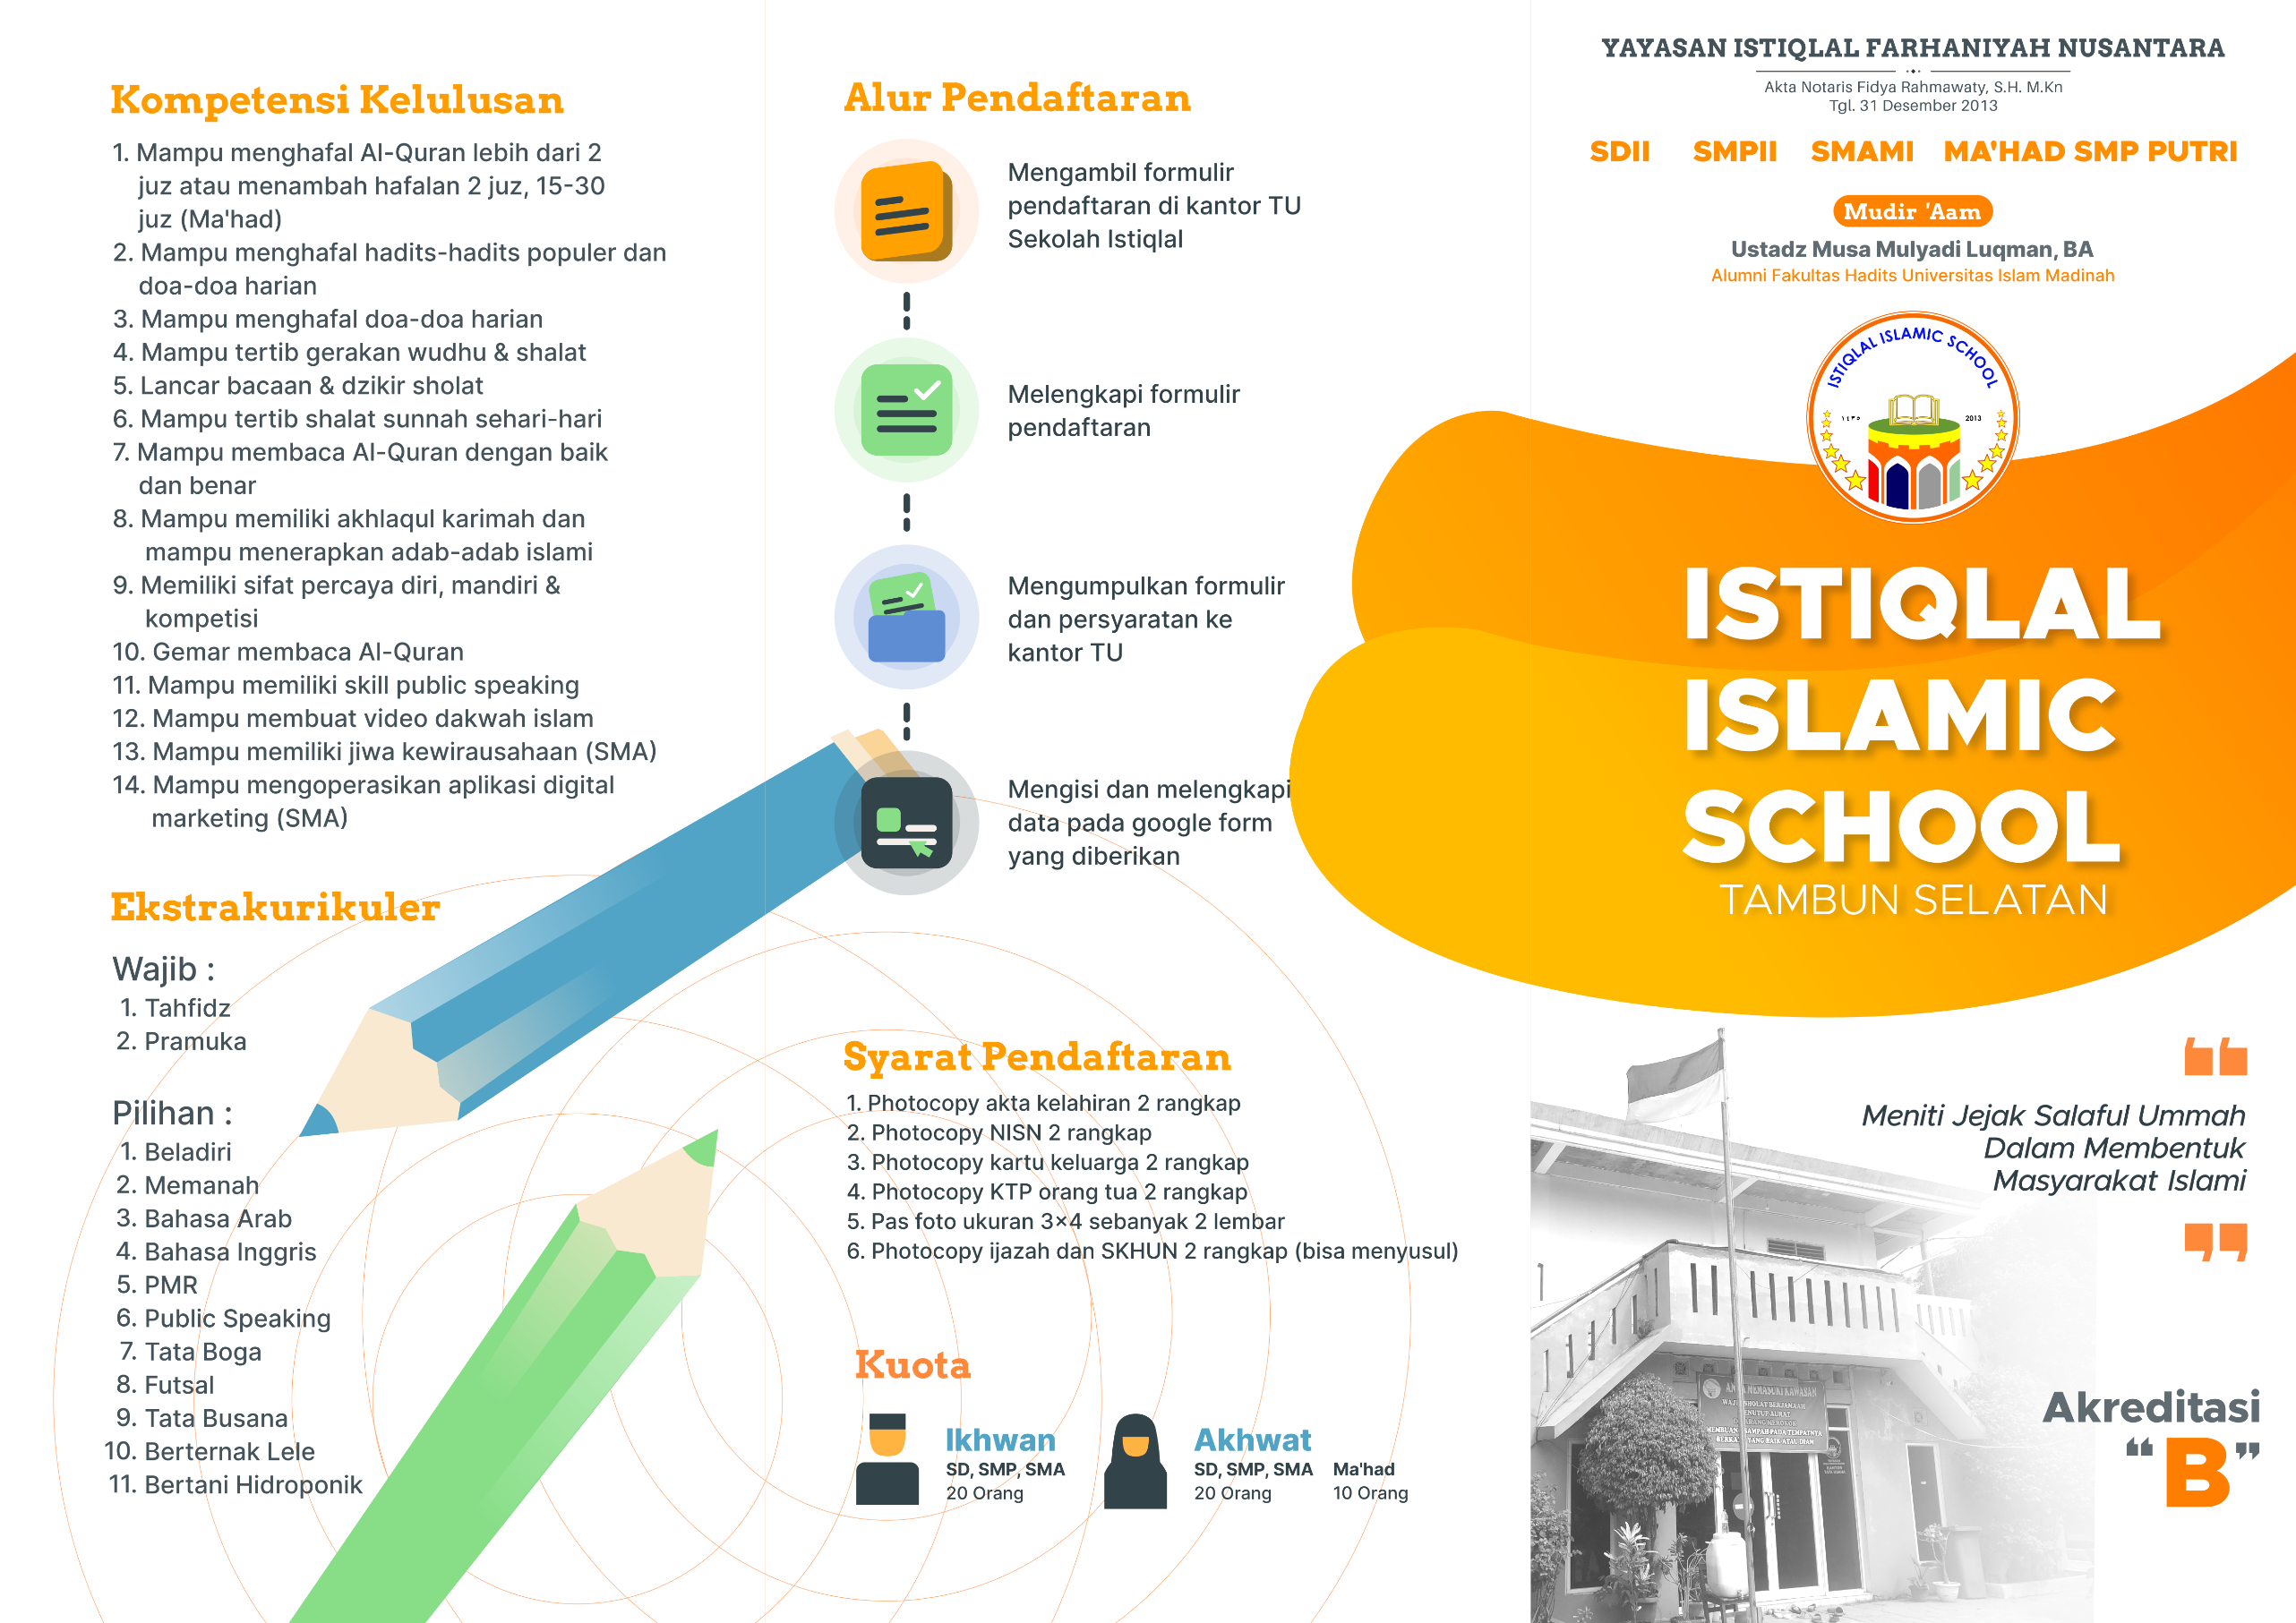 Kompetensi Kelulusan
1. Mampu menghafal Al-Quran lebih dari 2
juz atau menambah hafalan 2 juz, 15-30
juz (Ma'had)
2. Mampu menghafal hadits-hadits populer dan
doa-doa harian
3. Mampu menghafal doa-doa harian
4. Mampu tertib gerakan wudhu & shalat
5. Lancar bacaan & dzikir sholat
6. Mampu tertib shalat sunnah sehari-hari
7. Mampu membaca Al-Quran dengan baik
dan benar
8. Mampu memiliki akhlaqul karimah dan
mampu menerapkan adab-adab islami
9. Memiliki sifat percaya diri, mandiri &
kompetisi
10. Gemar membaca Al-Quran
11. Mampu memiliki skill public speaking
12. Mampu membuat video dakwah islam
13. Mampu memiliki jiwa kewirausahaan (SMA)
14. Mampu mengoperasikan aplikasi digital
marketing (SMA)
Ekstrakurikuler
Wajib :
1. Tahfidz
2. Pramuka
Pilihan :
1. Beladiri
2. Memanah
3. Bahasa Arab
4. Bahasa Inggris
5. PMR
6. Public Speaking
7. Tata Boga
8. Futsal
9. Tata Busana
10. Berternak Lele
11. Bertani Hidroponik
Alur Pendaftaran
Mengambil formulir
pendaftaran di kantor TU
Sekolah Istiqlal
Melengkapi formulir
pendaftaran
Mengumpulkan formulir
dan persyaratan ke
kantor TU
Mengisi dan melengkapi
data pada google form
yang diberikan
Syarat Pendaftaran
1. Photocopy akta kelahiran 2 rangkap
2. Photocopy NISN 2 rangkap
3. Photocopy kartu keluarga 2 rangkap
4. Photocopy KTP orang tua 2 rangkap
5. Pas foto ukuran 3x4 sebanyak 2 lembar
6. Photocopy ijazah dan SKHUN 2 rangkap (bisa menyusul)
Kuota
Ikhwan
SD, SMP, SMA
20 Orang
Akhwat
SD, SMP, SMA Ma'had
20 Orang 10 Orang
YAYASAN ISTIQLAL FARHANIYAH NUSANTARA
Akta Notaris Fidya Rahmawaty, S.H. M.Kn
Tgl. 31 Desember 2013
SDII SMPII SMAMI MA'HAD SMP PUTRI
Mudir 'Aam
Ustadz Musa Mulyadi Luqman, BA
Alumni Fakultas Hadits Universitas Islam Madinah
ISTIQLAL ISLAMIC SCHOOL
١٤٣٥ 2013
ISTIQLAL
ISLAMIC
SCHOOL
TAMBUN SELATAN
❝
Meniti Jejak Salaful Ummah
Dalam Membentuk
Masyarakat Islami
❞
MEMASUKI KAWASAN
SHOLAT BERJAMAAH
SAMPAH PADA TEMPATNYA
YANG BAIK ATAU DIAM
Akreditasi
"B"